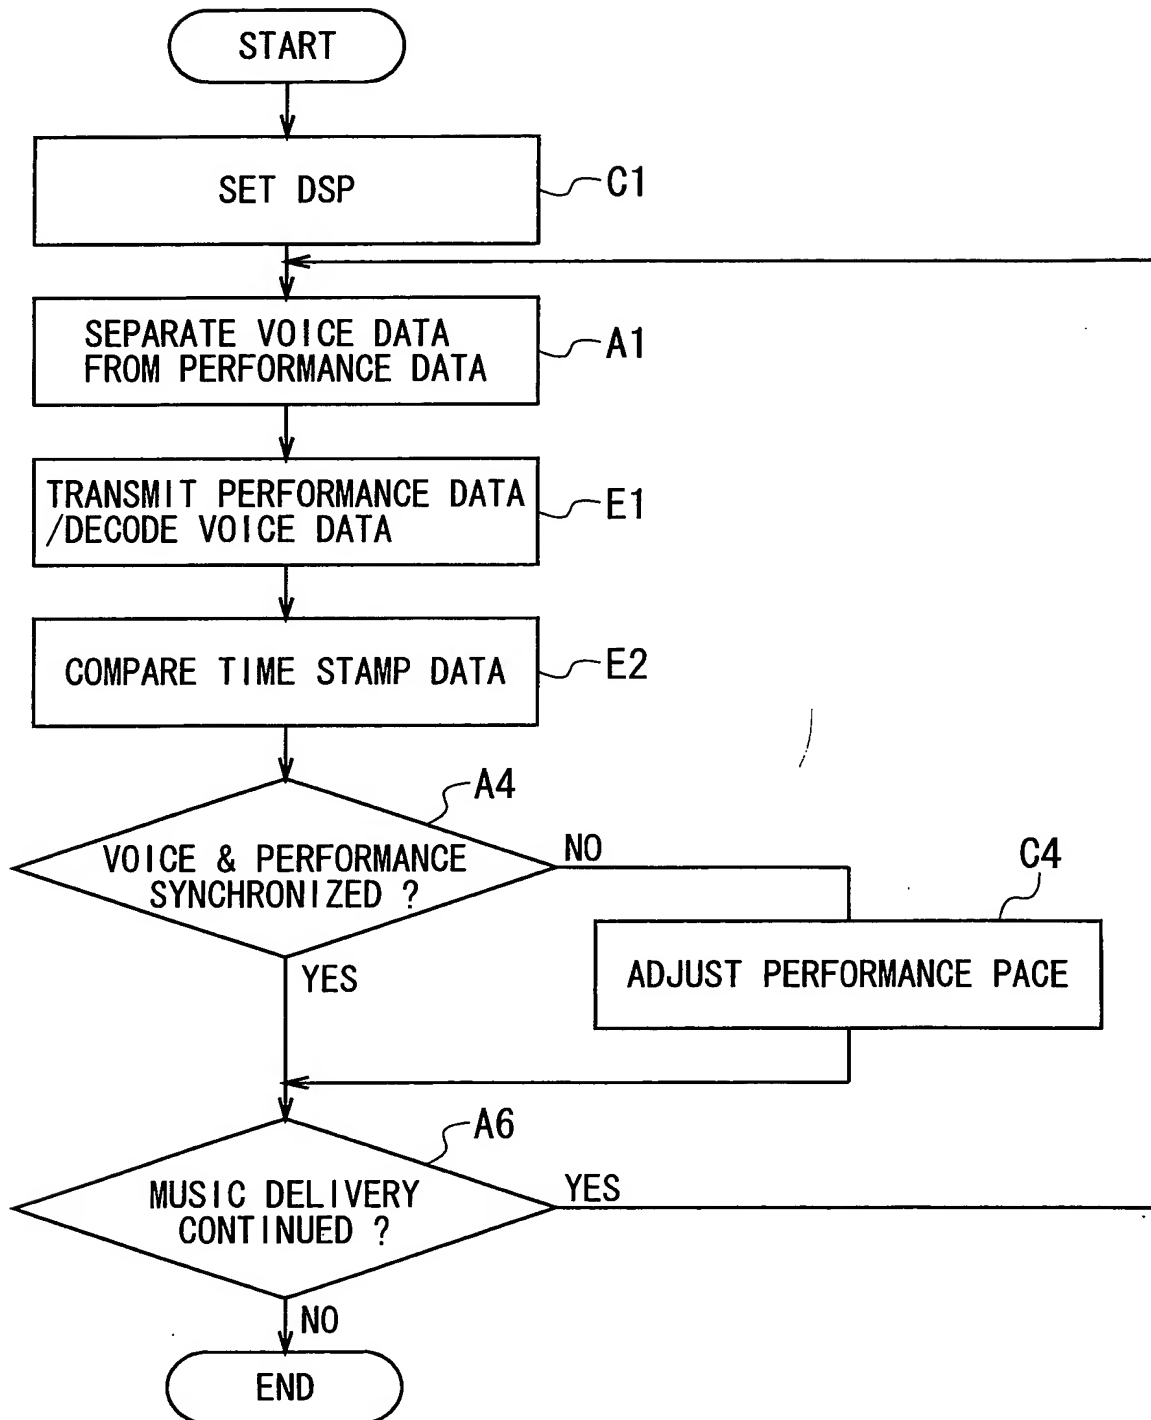 START
SET DSP
C1
SEPARATE VOICE DATA
FROM PERFORMANCE DATA
A1
TRANSMIT PERFORMANCE DATA
/DECODE VOICE DATA
E1
COMPARE TIME STAMP DATA
E2
A4
VOICE & PERFORMANCE
SYNCHRONIZED ?
NO
C4
YES
ADJUST PERFORMANCE PACE
A6
MUSIC DELIVERY
CONTINUED ?
YES
NO
END